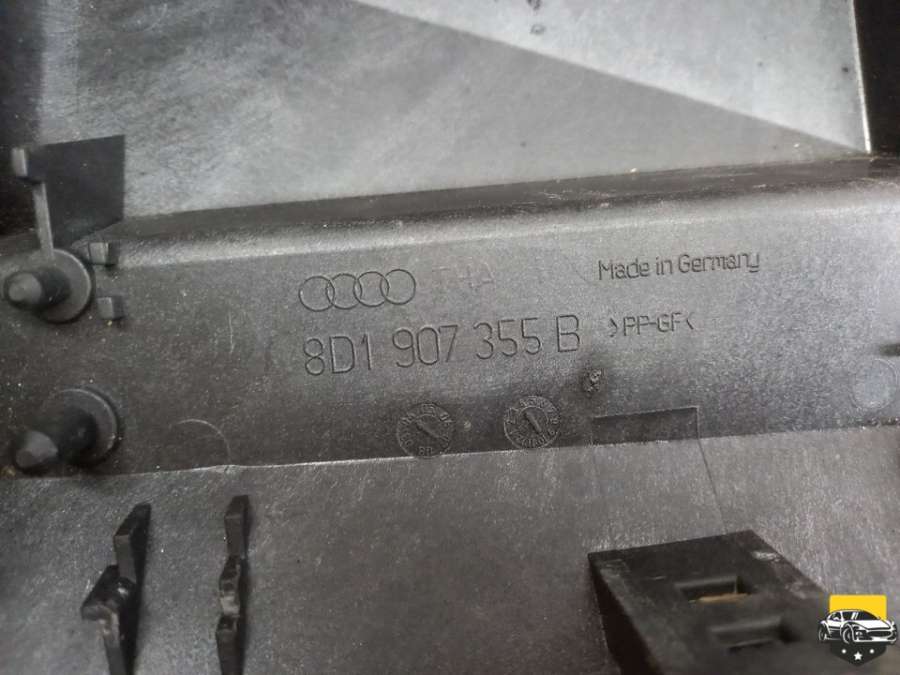 Made in Germany
8D1 907 355 B >PP-GF<